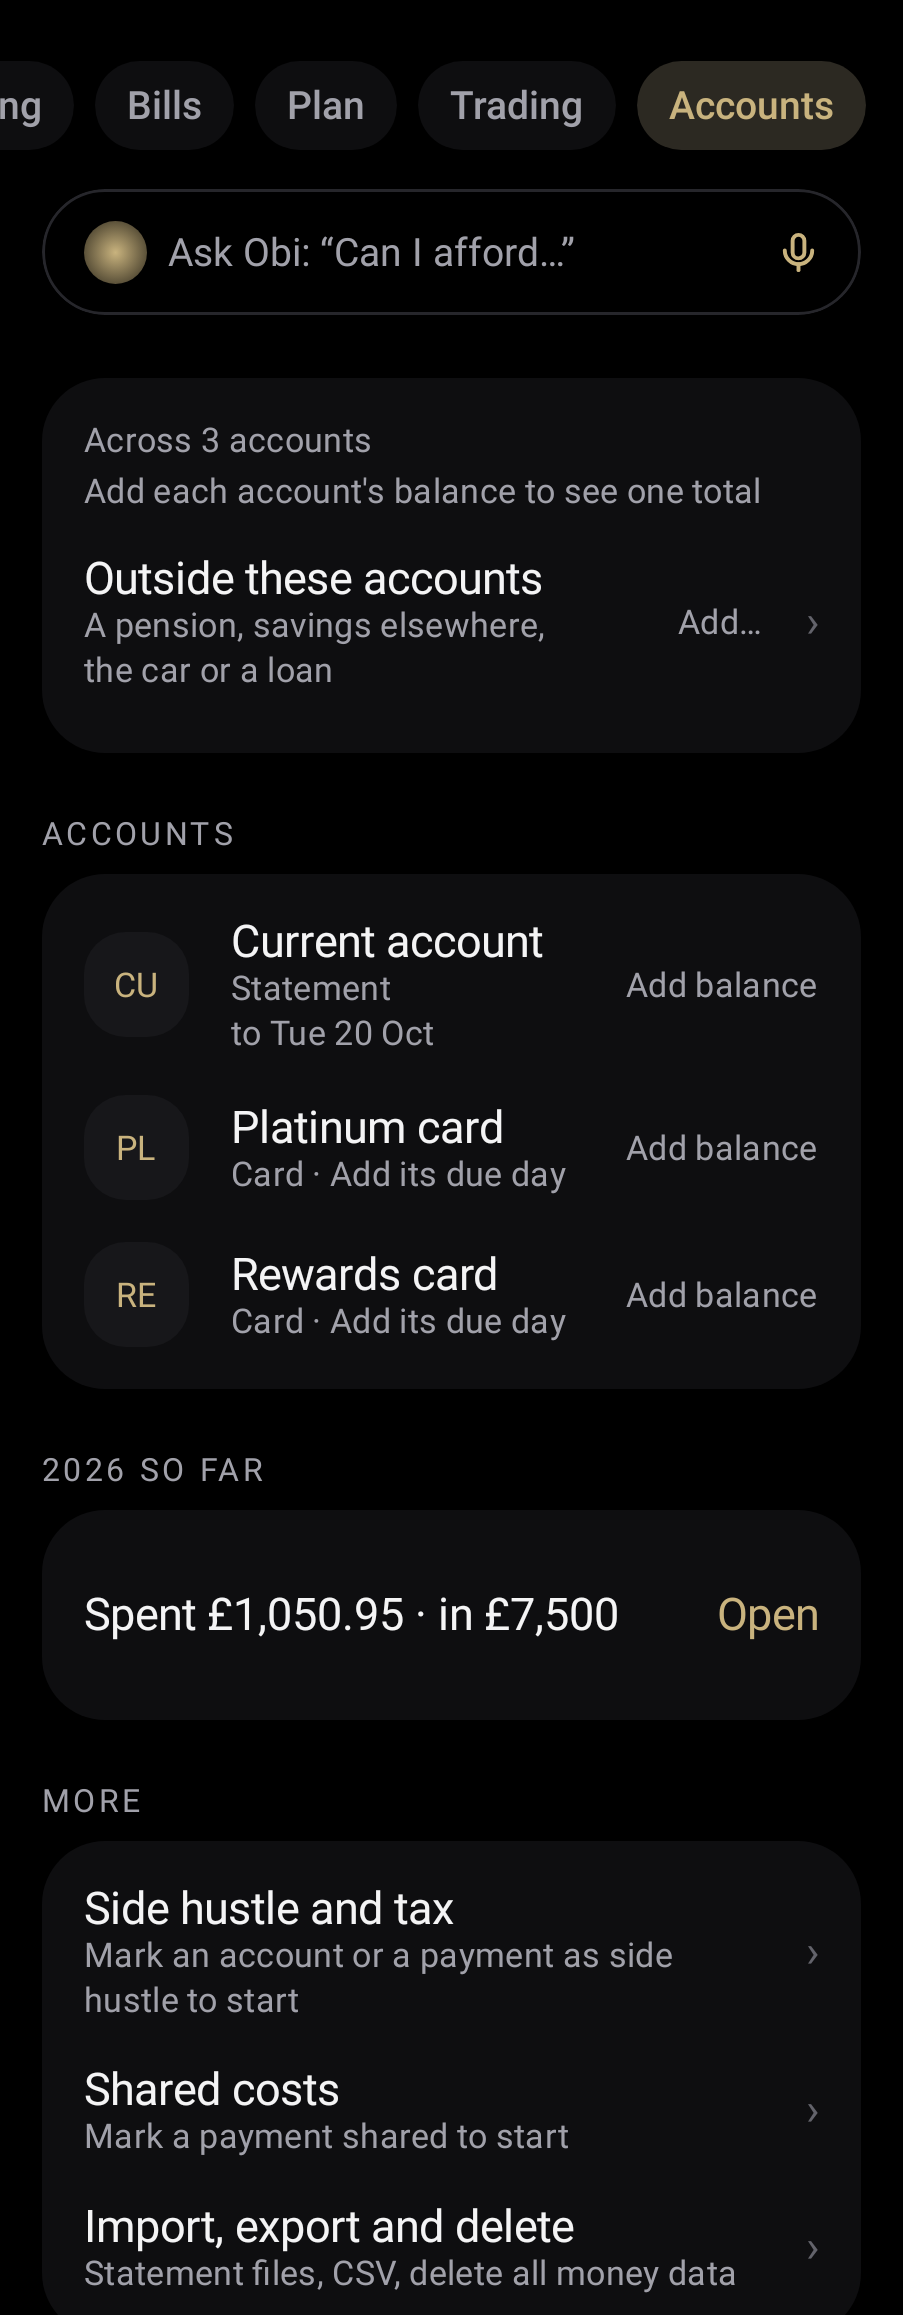 ng
Bills
Plan
Trading
Accounts
Ask Obi: “Can I afford…”
Across 3 accounts
Add each account's balance to see one total
Outside these accounts
A pension, savings elsewhere,
the car or a loan
Add…
›
ACCOUNTS
CU
Current account
Statement
to Tue 20 Oct
Add balance
PL
Platinum card
Card · Add its due day
Add balance
RE
Rewards card
Card · Add its due day
Add balance
2026 SO FAR
Spent £1,050.95 · in £7,500
Open
MORE
Side hustle and tax
Mark an account or a payment as side
hustle to start
›
Shared costs
Mark a payment shared to start
›
Import, export and delete
Statement files, CSV, delete all money data
›